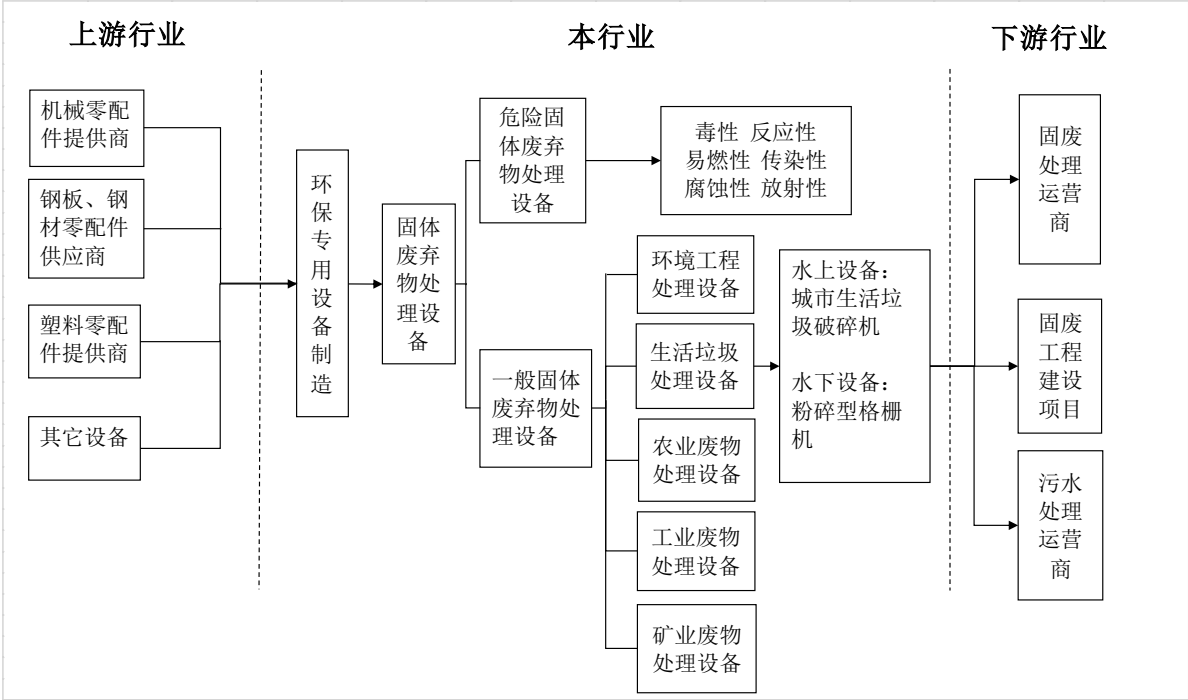 上游行业
本行业
下游行业
机械零配
件提供商
钢板、钢
材零配件
供应商
塑料零配
件提供商
其它设备
环
保
专
用
设
备
制
造
固体
废弃
物处
理设
备
危险固
体废弃
物处理
设备
一般固体
废弃物处
理设备
毒性 反应性
易燃性 传染性
腐蚀性 放射性
环境工程
处理设备
生活垃圾
处理设备
农业废物
处理设备
工业废物
处理设备
矿业废物
处理设备
水上设备：
城市生活垃
圾破碎机
水下设备：
粉碎型格栅
机
固废
处理
运营
商
固废
工程
建设
项目
污水
处理
运营
商